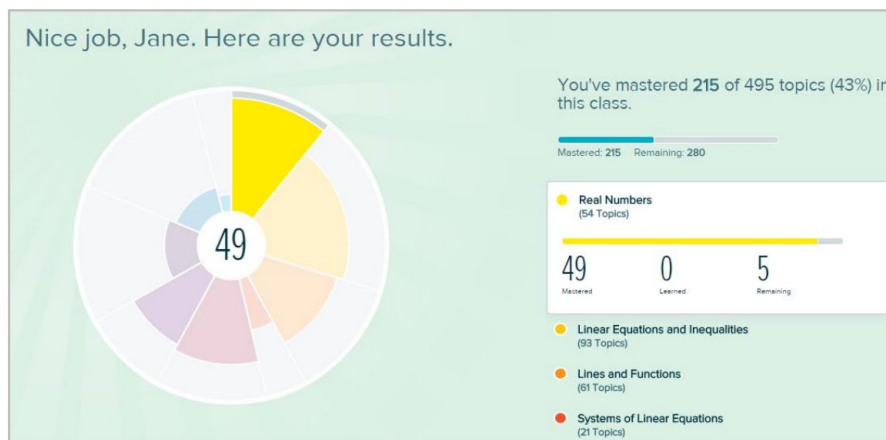 Nice job, Jane. Here are your results.
49
You've mastered 215 of 495 topics (43%) in
this class.
Mastered: 215 Remaining: 280
Real Numbers
(54 Topics)
49 0 5
Mastered Learned Remaining
Linear Equations and Inequalities
(93 Topics)
Lines and Functions
(61 Topics)
Systems of Linear Equations
(21 Topics)